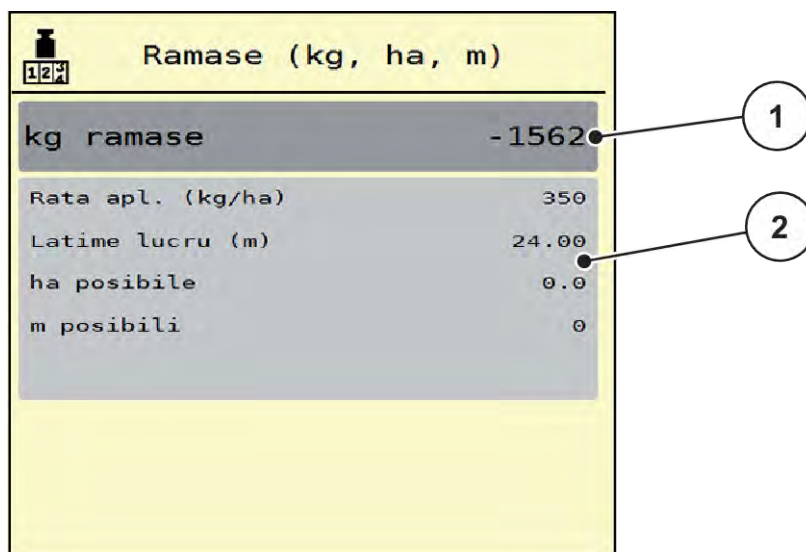 123
Ramase (kg, ha, m)
kg ramase -1562
1
Rata apl. (kg/ha) 350
Latime lucru (m) 24.00
2
ha posibile 0.0
m posibili 0